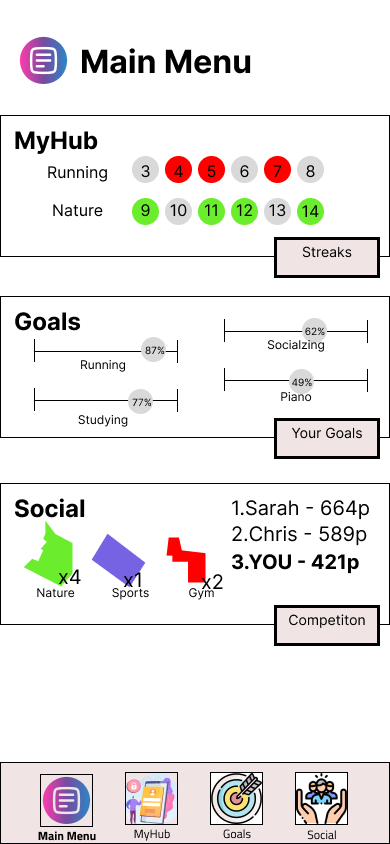 Main Menu
MyHub
Running 3 4 5 6 7 8
Nature 9 10 11 12 13 14
Streaks
Goals
87%
Running
62%
Socialzing
77%
Studying
49%
Piano
Your Goals
Social
x4 x1 x2
Nature Sports Gym
1.Sarah - 664p
2.Chris - 589p
3.YOU - 421p
Competiton
Main Menu MyHub Goals Social